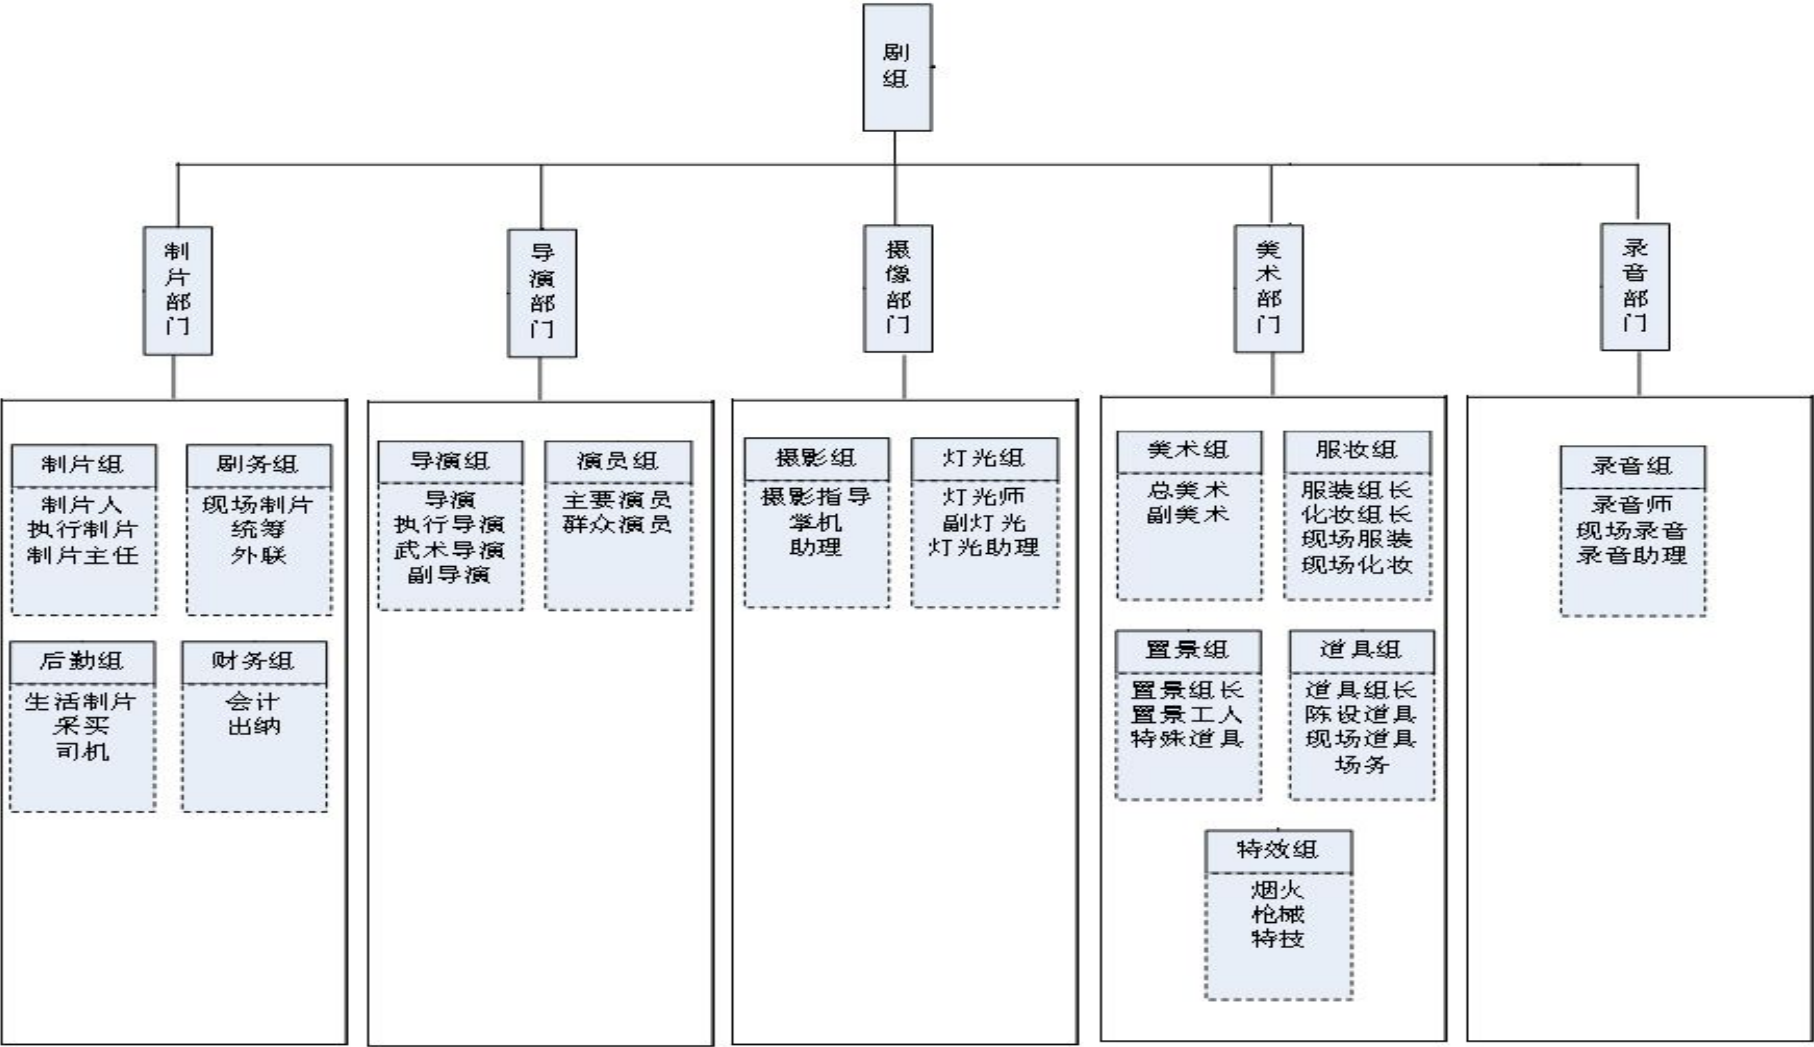 剧组
制片部门
导演部门
摄像部门
美术部门
录音部门
制片组
制片人
执行制片
制片主任
剧务组
现场制片
统筹
外联
后勤组
生活制片
采买
司机
财务组
会计
出纳
导演组
导演
执行导演
武术导演
副导演
演员组
主要演员
群众演员
摄影组
摄影指导
掌机
助理
灯光组
灯光师
副灯光
灯光助理
美术组
总美术
副美术
服妆组
服装组长
化妆组长
现场服装
现场化妆
置景组
置景组长
置景工人
特殊道具
道具组
道具组长
陈设道具
现场道具
场务
特效组
烟火
枪械
特技
录音组
录音师
现场录音
录音助理